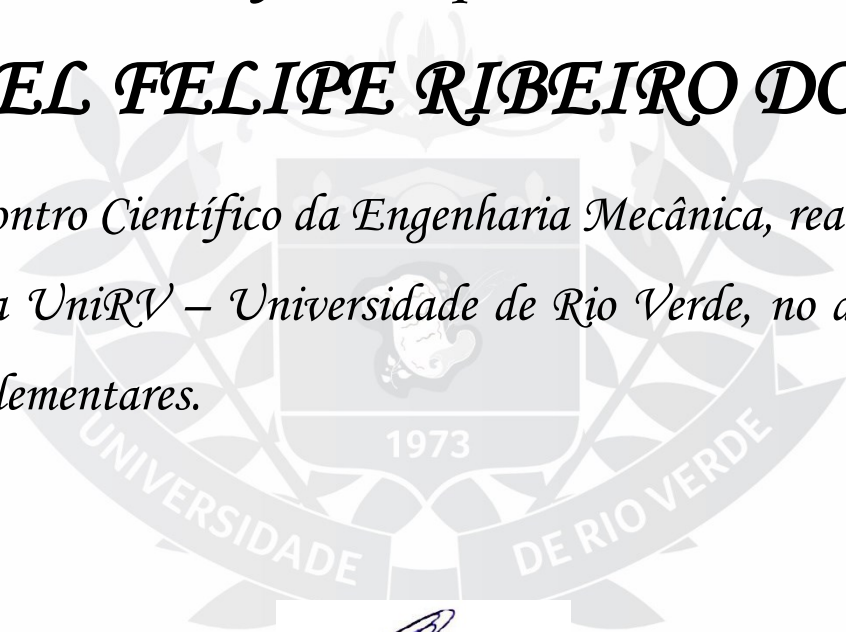 EL FELIPE RIBEIRO DO
ontro Científico da Engenharia Mecânica, rea
a UniRV – Universidade de Rio Verde, no d
lementares.
1973
UNIVERSIDADE DE RIO VERDE